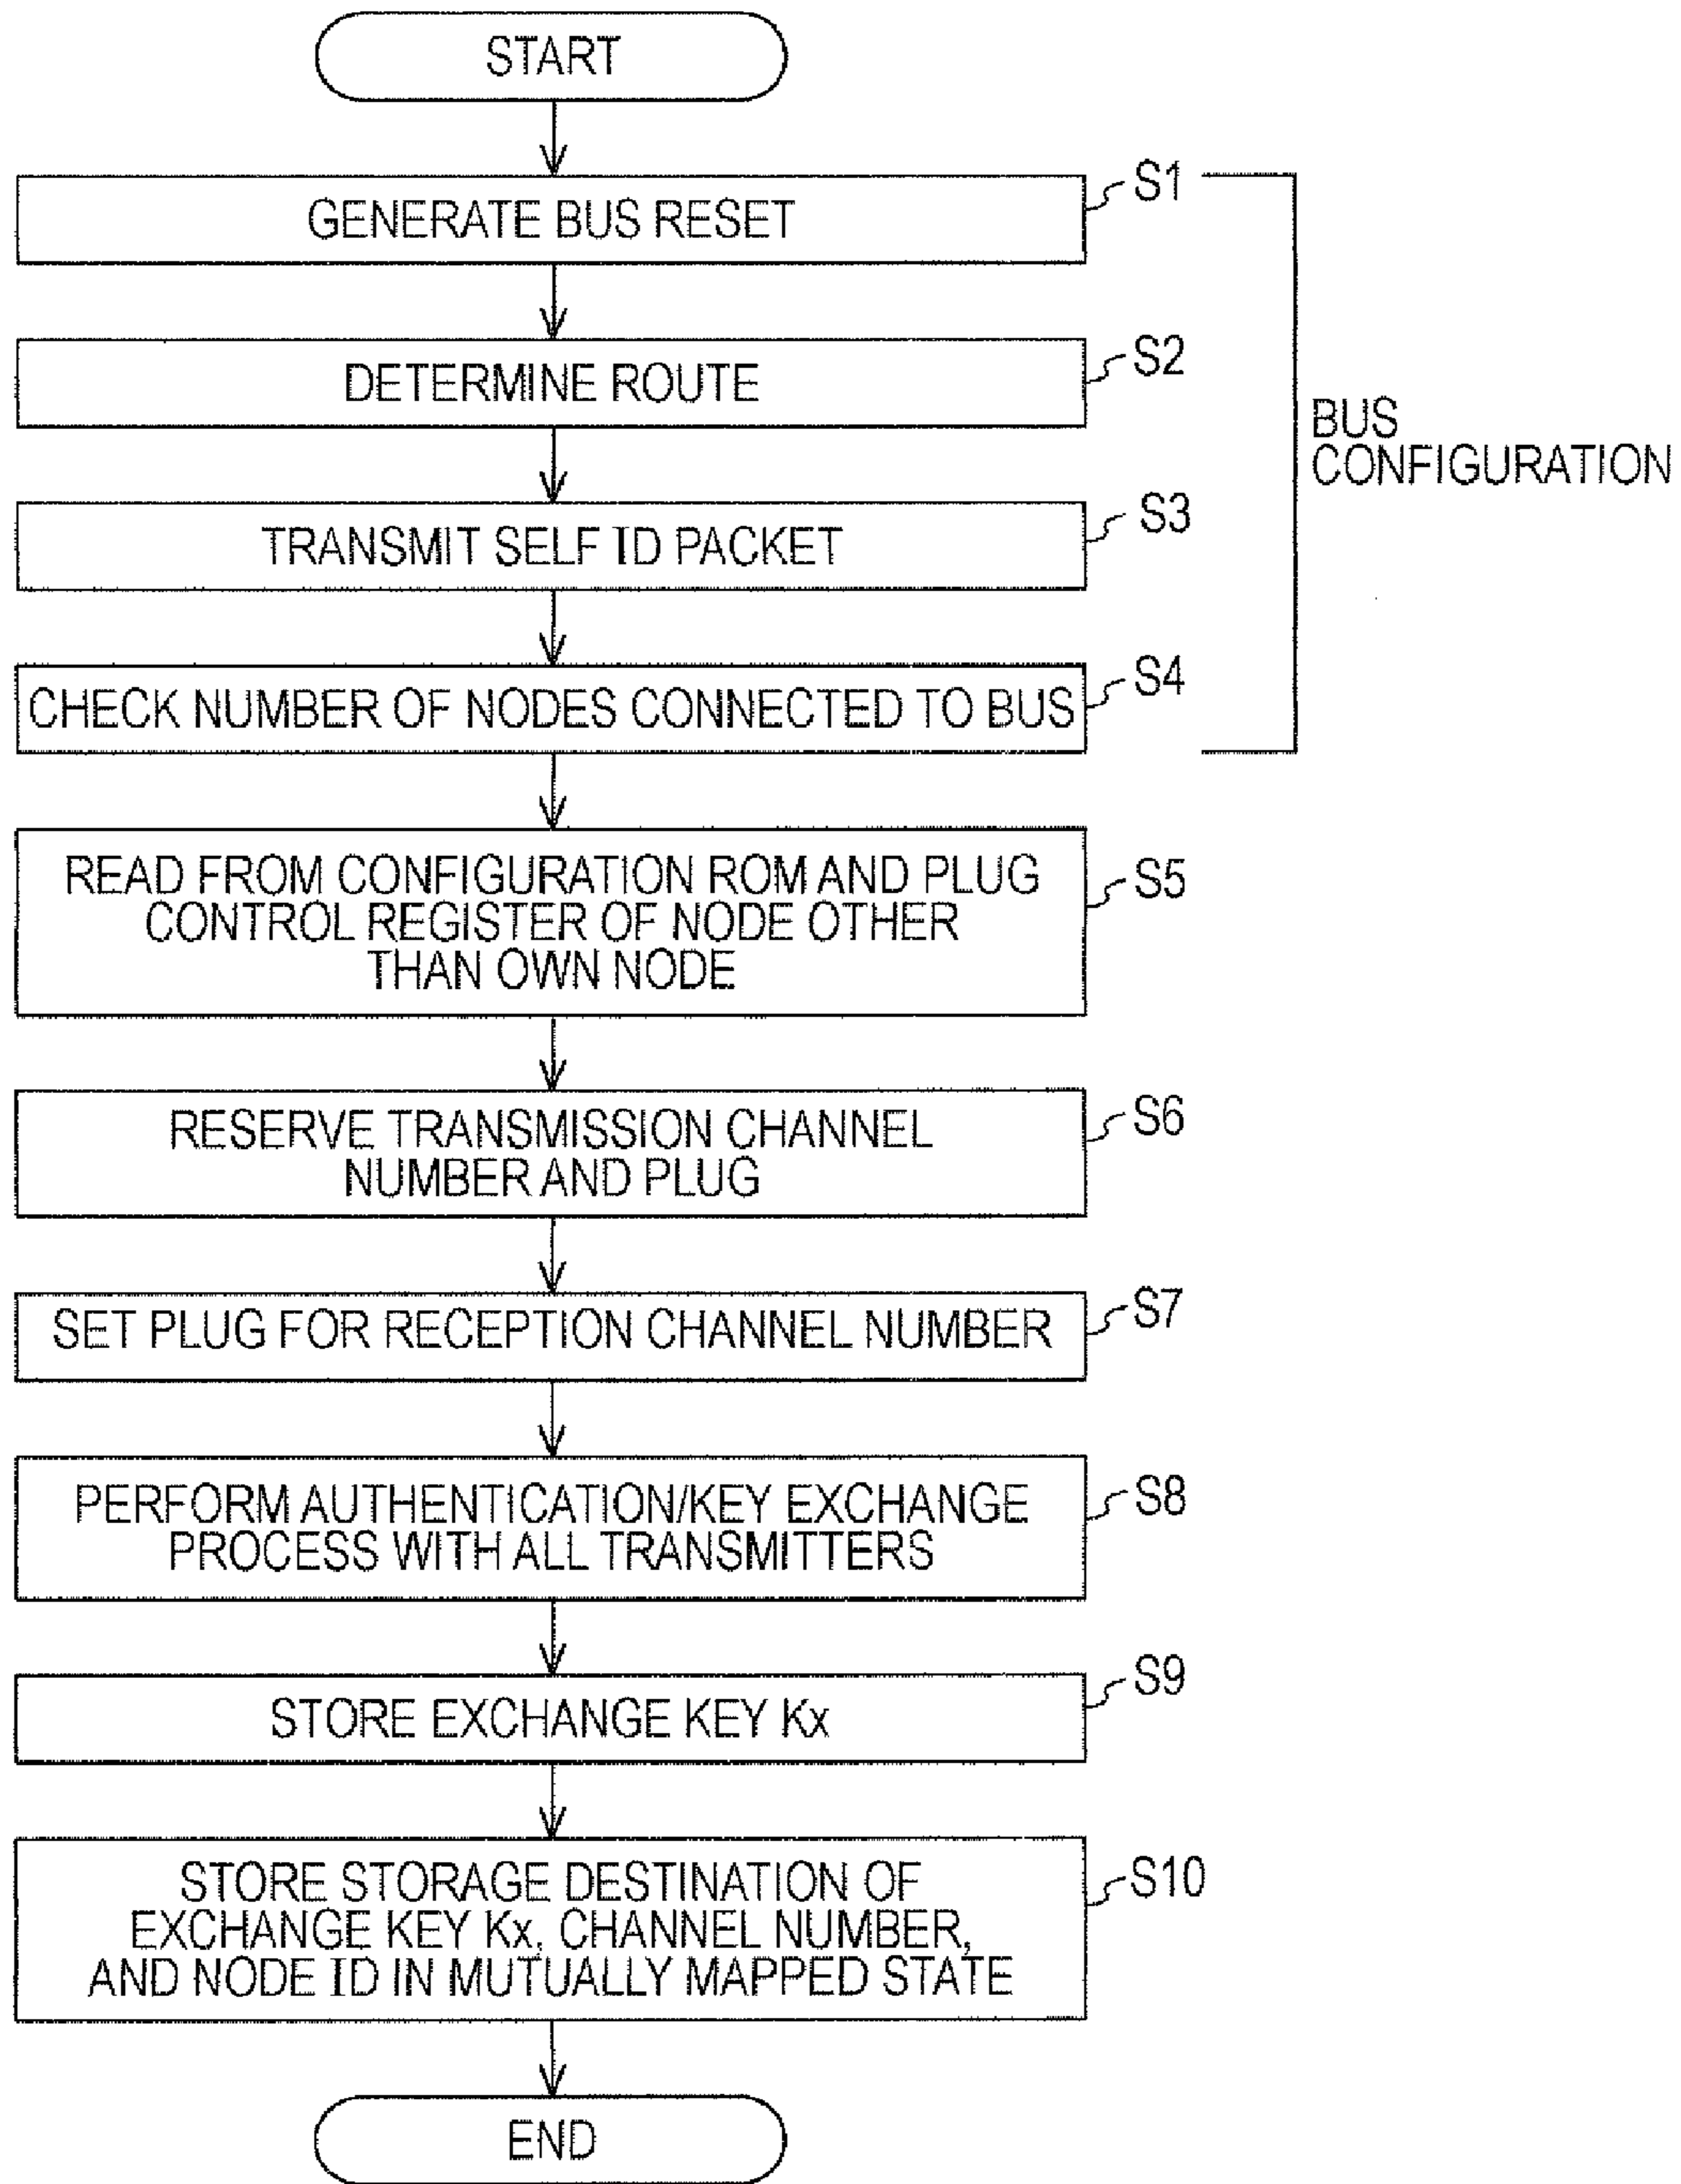 START
GENERATE BUS RESET
S1
DETERMINE ROUTE
S2
BUS
CONFIGURATION
TRANSMIT SELF ID PACKET
S3
CHECK NUMBER OF NODES CONNECTED TO BUS
S4
READ FROM CONFIGURATION ROM AND PLUG
CONTROL REGISTER OF NODE OTHER
THAN OWN NODE
S5
RESERVE TRANSMISSION CHANNEL
NUMBER AND PLUG
S6
SET PLUG FOR RECEPTION CHANNEL NUMBER
S7
PERFORM AUTHENTICATION/KEY EXCHANGE
PROCESS WITH ALL TRANSMITTERS
S8
STORE EXCHANGE KEY Kx
S9
STORE STORAGE DESTINATION OF
EXCHANGE KEY Kx, CHANNEL NUMBER,
AND NODE ID IN MUTUALLY MAPPED STATE
S10
END